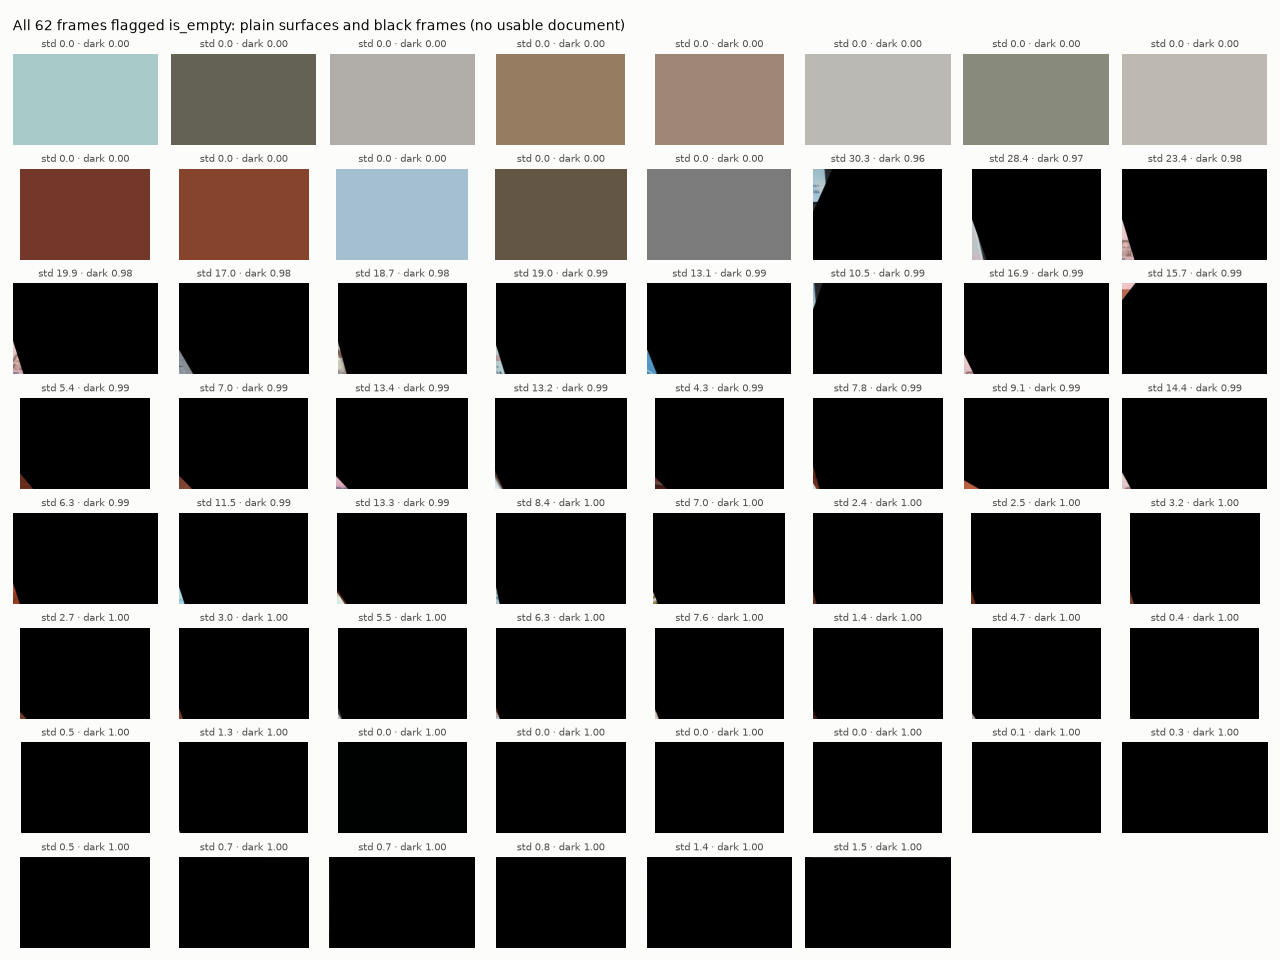 All 62 frames flagged is_empty: plain surfaces and black frames (no usable document)
std 0.0 · dark 0.00 std 0.0 · dark 0.00 std 0.0 · dark 0.00 std 0.0 · dark 0.00 std 0.0 · dark 0.00 std 0.0 · dark 0.00 std 0.0 · dark 0.00 std 0.0 · dark 0.00
std 0.0 · dark 0.00 std 0.0 · dark 0.00 std 0.0 · dark 0.00 std 0.0 · dark 0.00 std 0.0 · dark 0.00 std 30.3 · dark 0.96 std 28.4 · dark 0.97 std 23.4 · dark 0.98
std 19.9 · dark 0.98 std 17.0 · dark 0.98 std 18.7 · dark 0.98 std 19.0 · dark 0.99 std 13.1 · dark 0.99 std 10.5 · dark 0.99 std 16.9 · dark 0.99 std 15.7 · dark 0.99
std 5.4 · dark 0.99 std 7.0 · dark 0.99 std 13.4 · dark 0.99 std 13.2 · dark 0.99 std 4.3 · dark 0.99 std 7.8 · dark 0.99 std 9.1 · dark 0.99 std 14.4 · dark 0.99
std 6.3 · dark 0.99 std 11.5 · dark 0.99 std 13.3 · dark 0.99 std 8.4 · dark 1.00 std 7.0 · dark 1.00 std 2.4 · dark 1.00 std 2.5 · dark 1.00 std 3.2 · dark 1.00
std 2.7 · dark 1.00 std 3.0 · dark 1.00 std 5.5 · dark 1.00 std 6.3 · dark 1.00 std 7.6 · dark 1.00 std 1.4 · dark 1.00 std 4.7 · dark 1.00 std 0.4 · dark 1.00
std 0.5 · dark 1.00 std 1.3 · dark 1.00 std 0.0 · dark 1.00 std 0.0 · dark 1.00 std 0.0 · dark 1.00 std 0.0 · dark 1.00 std 0.1 · dark 1.00 std 0.3 · dark 1.00
std 0.5 · dark 1.00 std 0.7 · dark 1.00 std 0.7 · dark 1.00 std 0.8 · dark 1.00 std 1.4 · dark 1.00 std 1.5 · dark 1.00